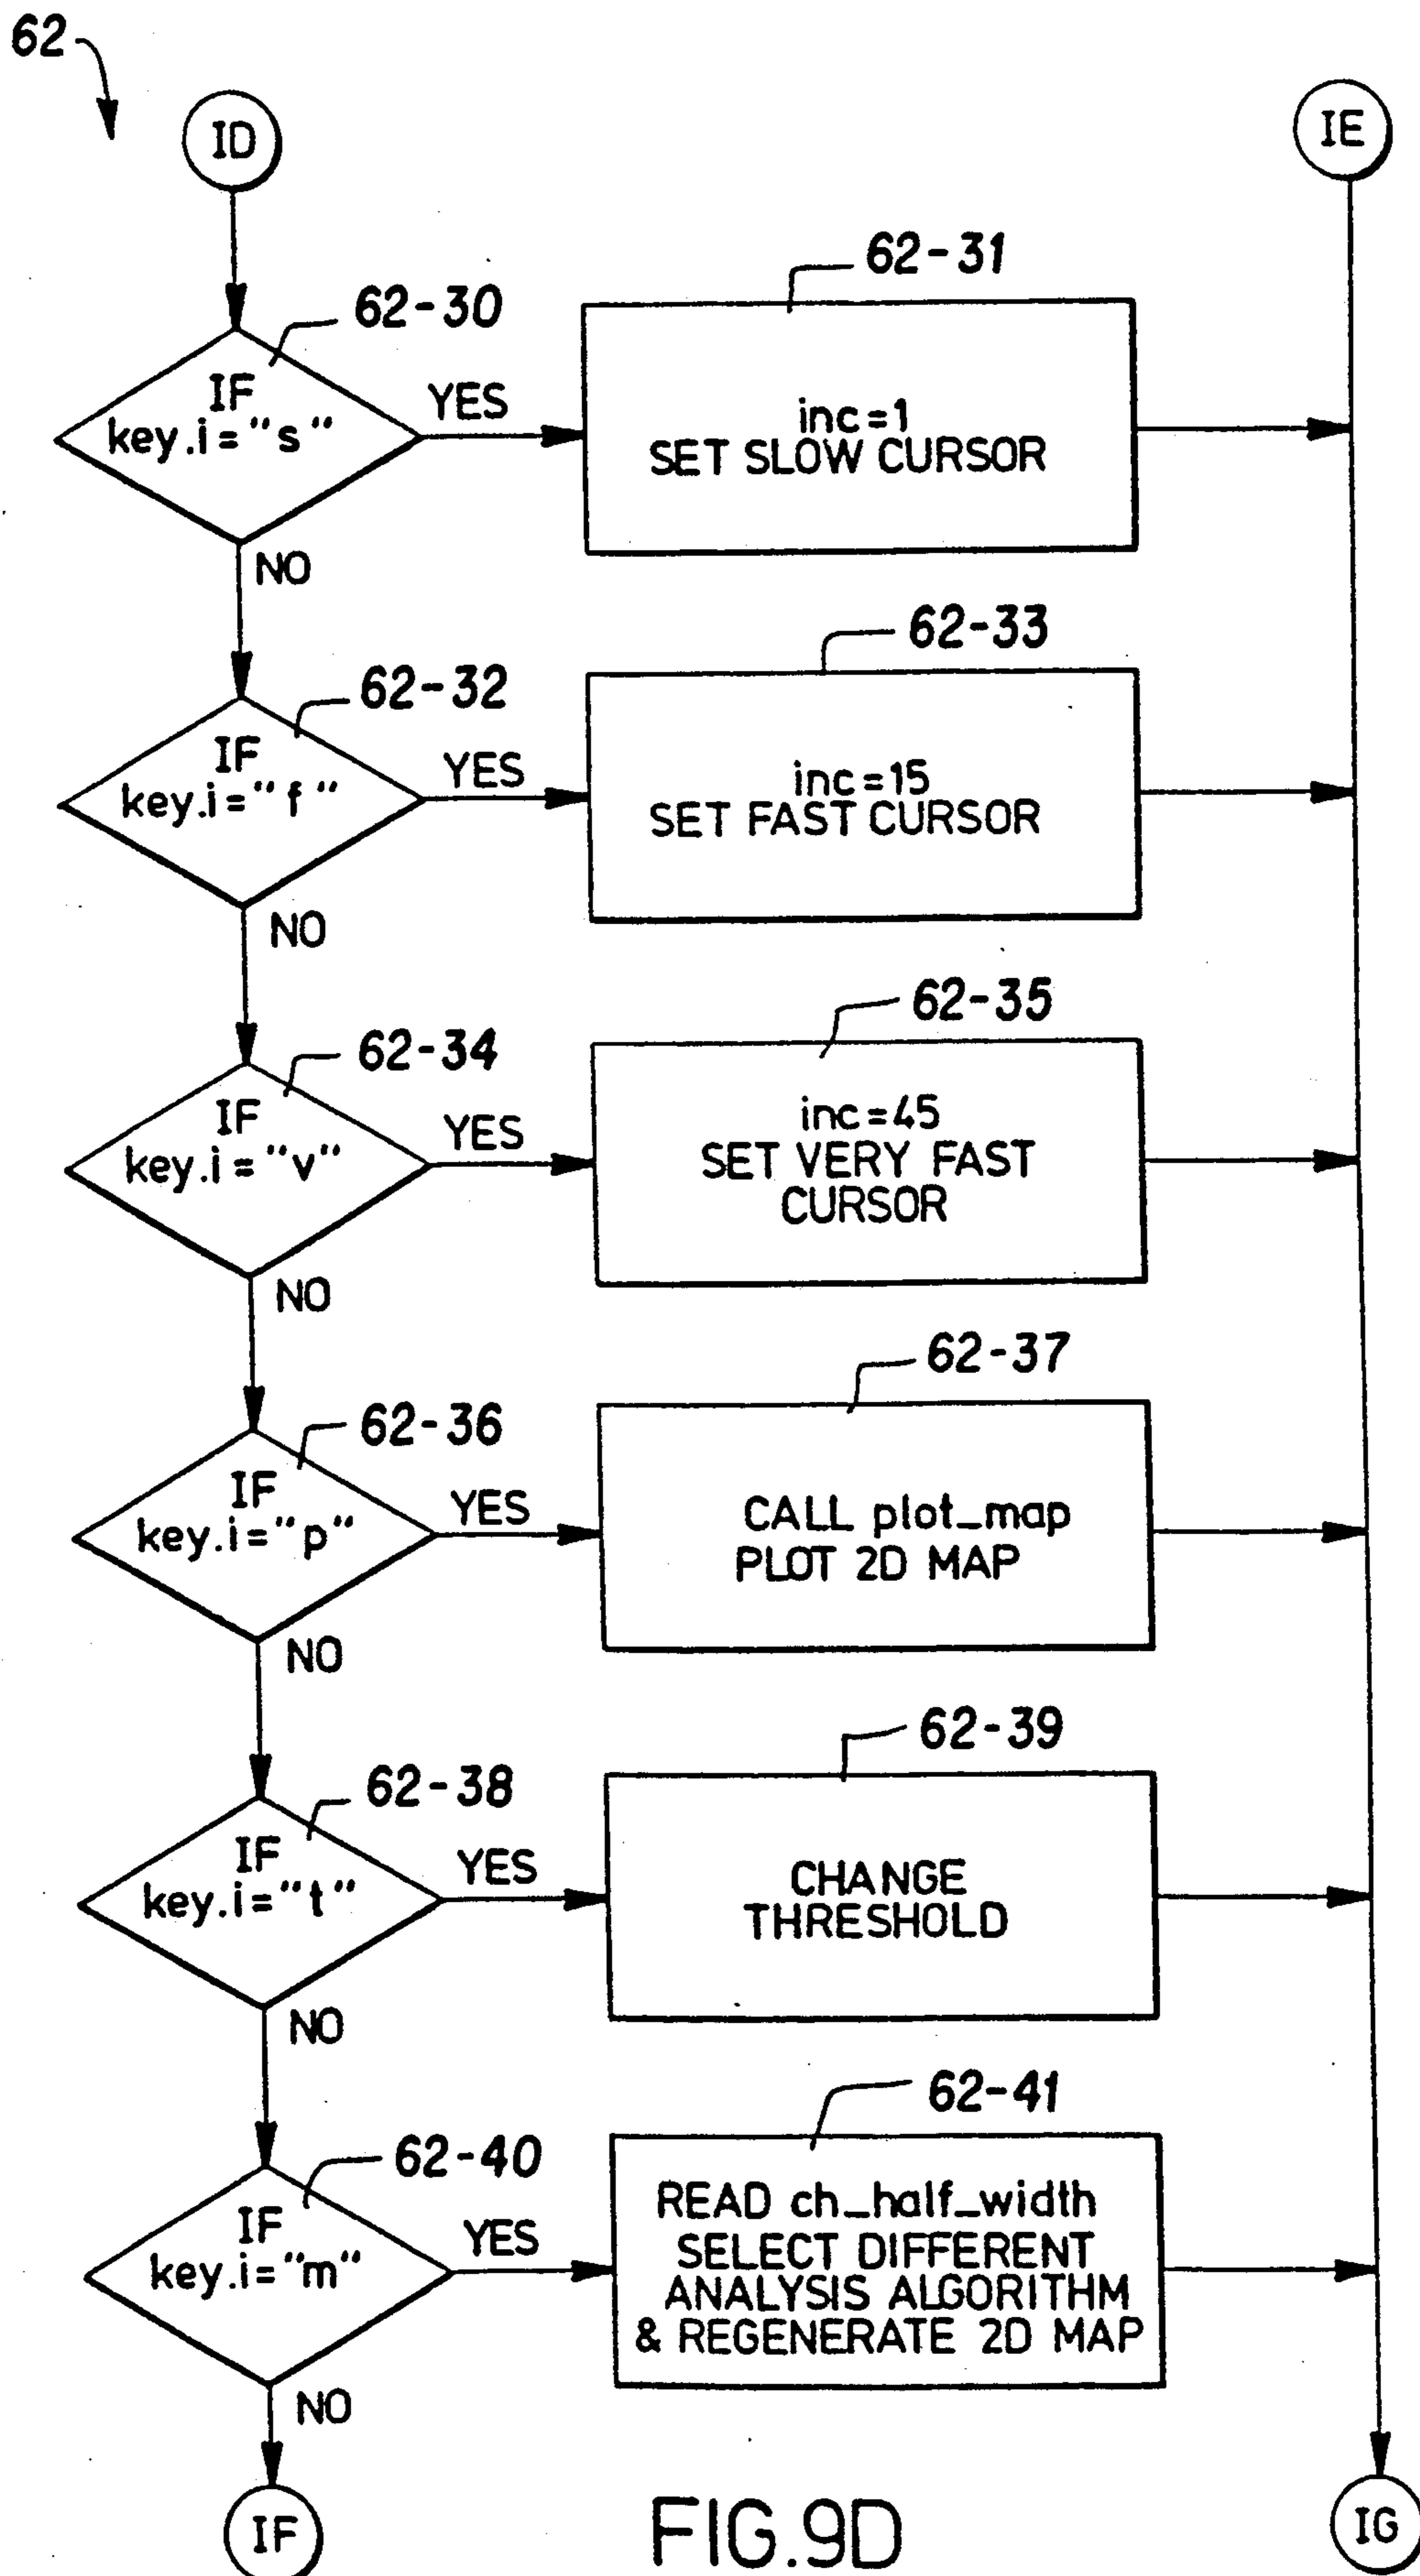 62
ID
IE
62-30
62-31
IF
key.i="s"
YES
inc=1
SET SLOW CURSOR
NO
62-32
62-33
IF
key.i="f"
YES
inc=15
SET FAST CURSOR
NO
62-34
62-35
IF
key.i="v"
YES
inc=45
SET VERY FAST
CURSOR
NO
62-36
62-37
IF
key.i="p"
YES
CALL plot_map
PLOT 2D MAP
NO
62-38
62-39
IF
key.i="t"
YES
CHANGE
THRESHOLD
NO
62-40
62-41
IF
key.i="m"
YES
READ ch_half_width
SELECT DIFFERENT
ANALYSIS ALGORITHM
& REGENERATE 2D MAP
NO
IF
IG
FIG.9D